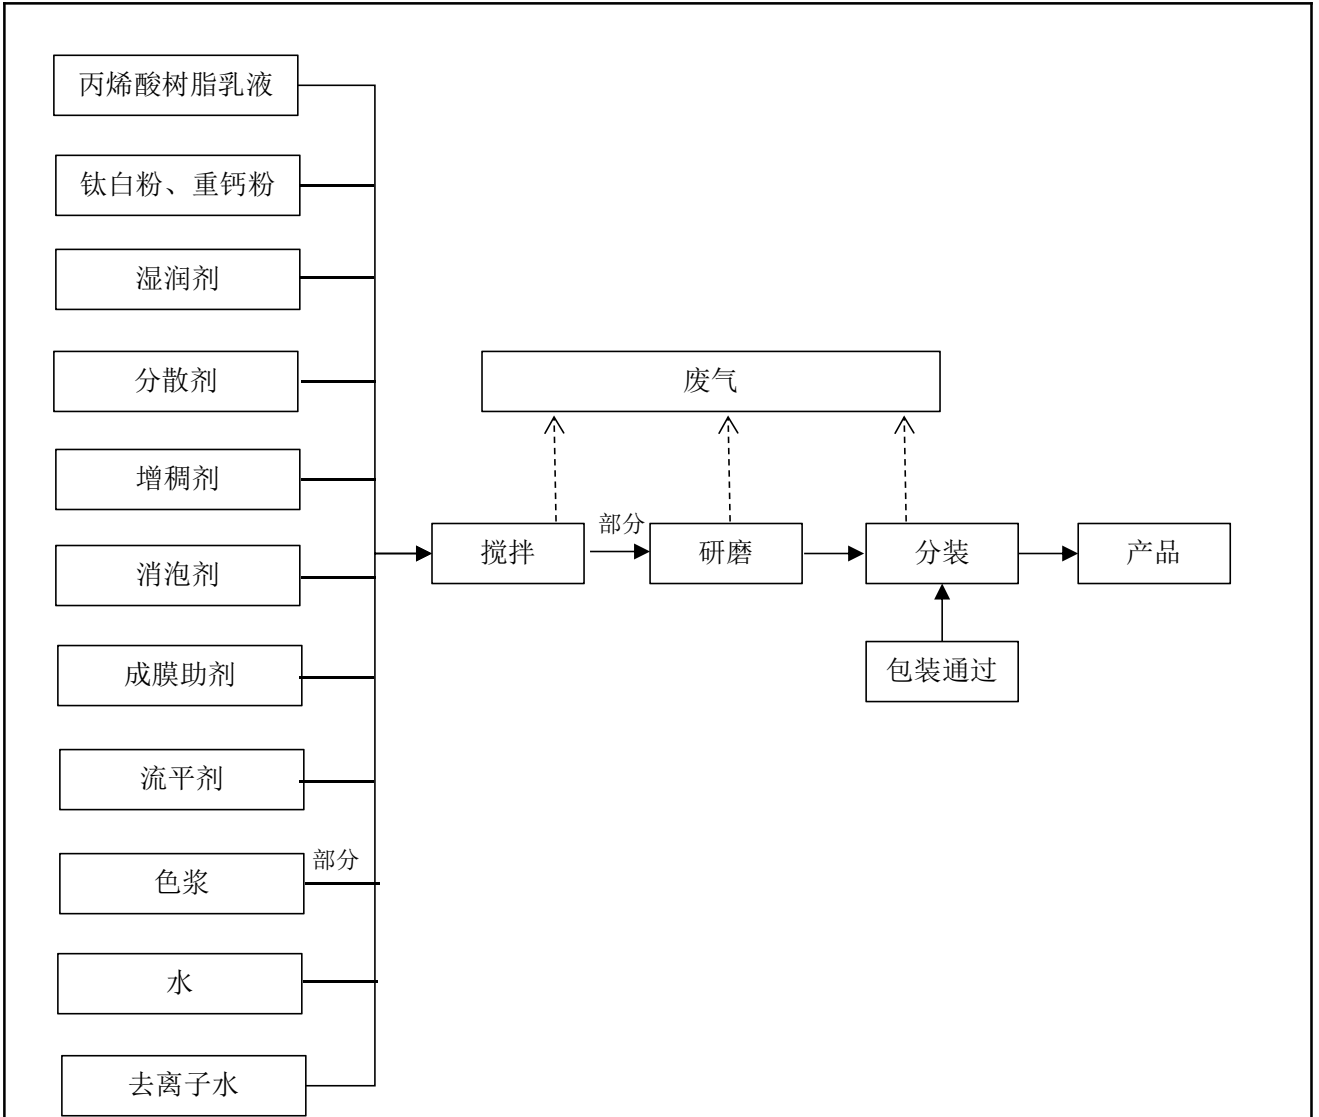 丙烯酸树脂乳液
钛白粉、重钙粉
湿润剂
分散剂
废气
增稠剂
消泡剂
搅拌
部分
研磨
分装
产品
包装通过
成膜助剂
流平剂
色浆
部分
水
去离子水